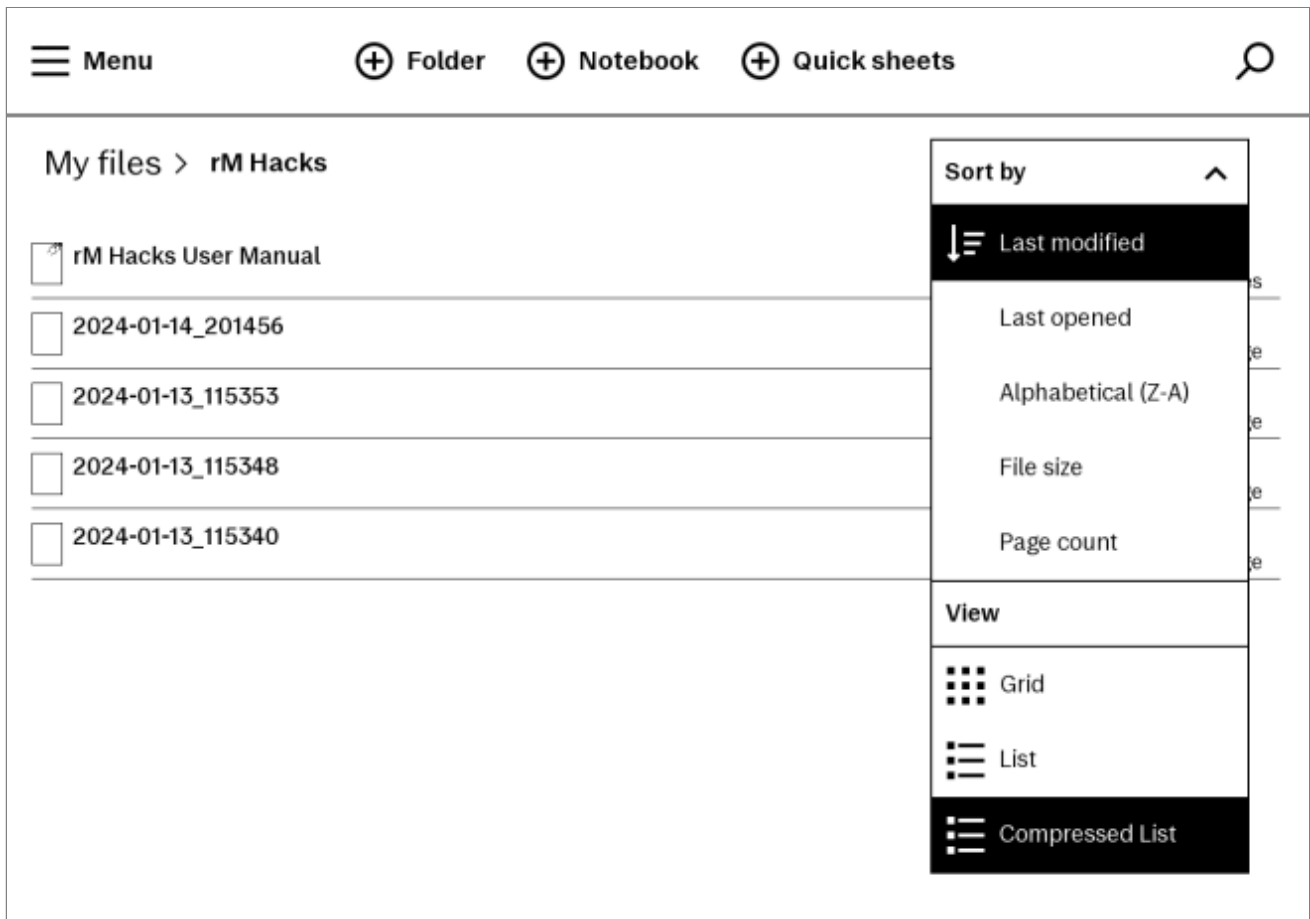 Menu Folder Notebook Quick sheets
My files > rM Hacks
Sort by
Last modified
Last opened
Alphabetical (Z-A)
File size
Page count
View
Grid
List
Compressed List
rM Hacks User Manual
2024-01-14_201456
2024-01-13_115353
2024-01-13_115348
2024-01-13_115340